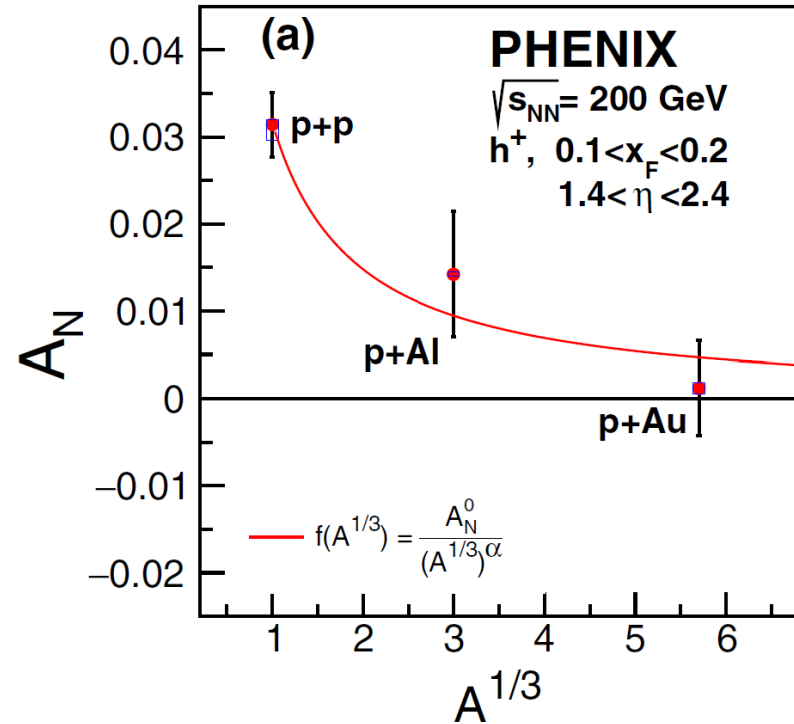 (a)
PHENIX
√s_NN = 200 GeV
h⁺, 0.1<x_F<0.2
1.4<η<2.4
p+p
p+Al
p+Au
f(A^{1/3}) = A_N^0 / (A^{1/3})^α
A_N
0.04
0.03
0.02
0.01
0
−0.01
−0.02
1 2 3 4 5 6
A^{1/3}